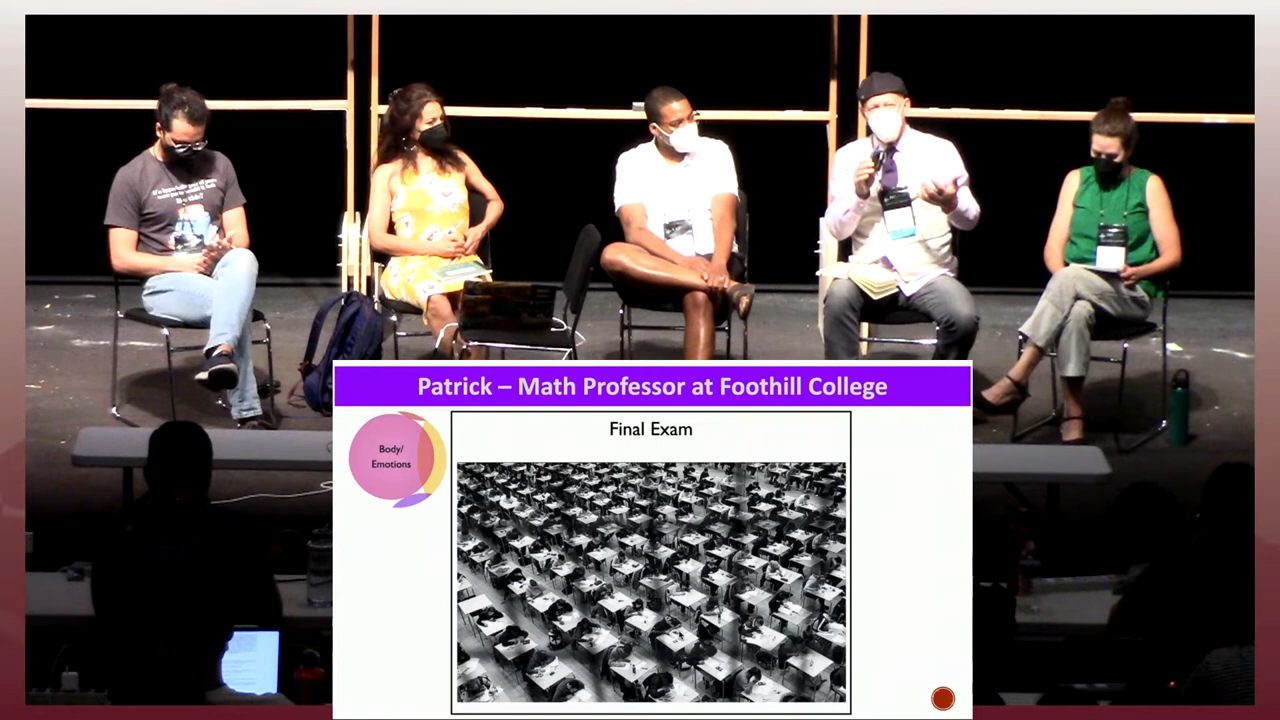 Patrick – Math Professor at Foothill College
Body/
Emotions
Final Exam